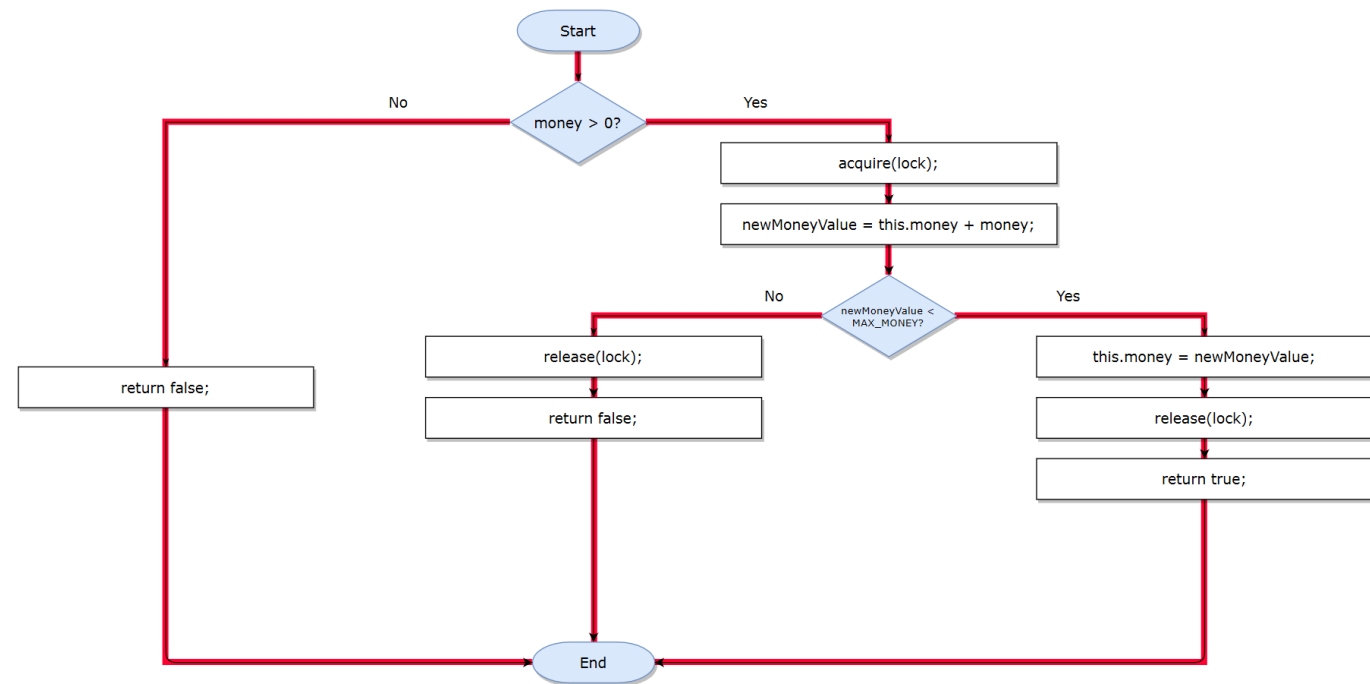 Start
No
Yes
money > 0?
acquire(lock);
newMoneyValue = this.money + money;
No
Yes
newMoneyValue <
MAX_MONEY?
release(lock);
this.money = newMoneyValue;
return false;
return false;
release(lock);
return true;
End